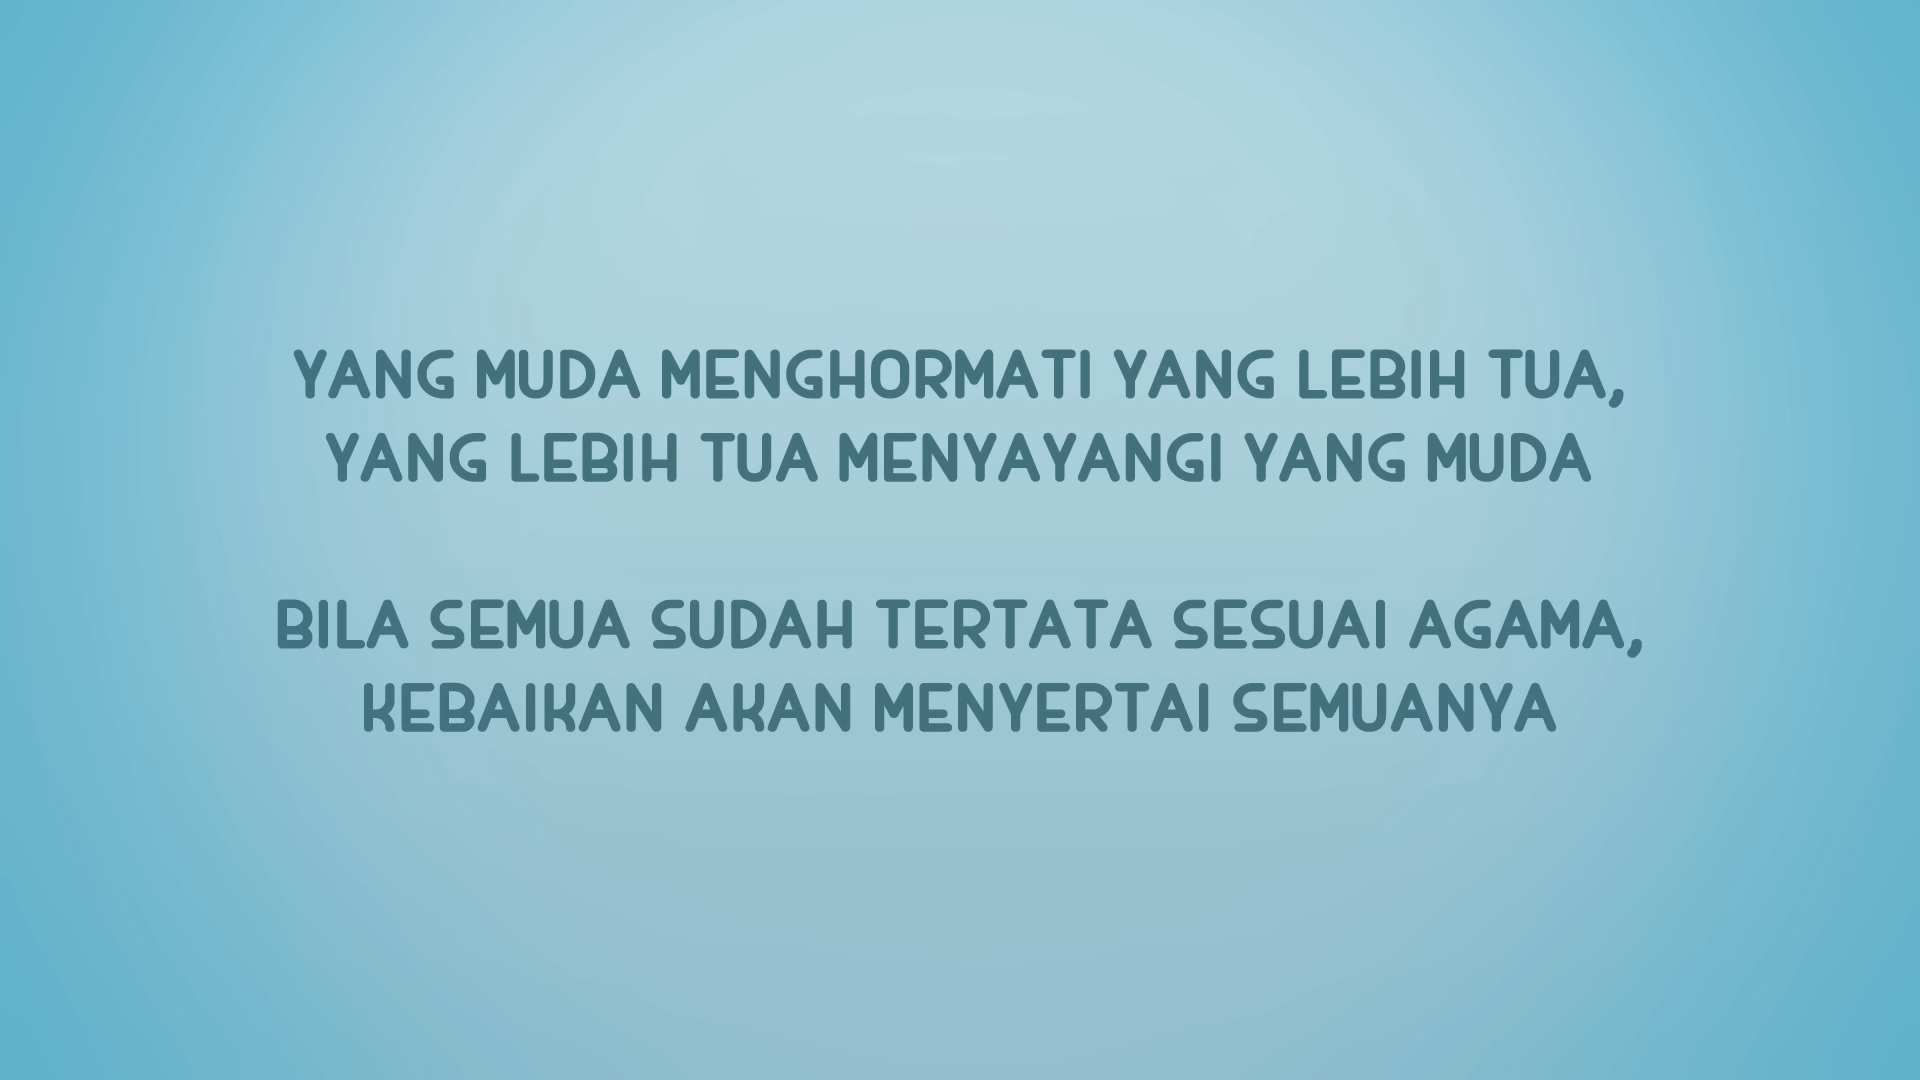 YANG MUDA MENGHORMATI YANG LEBIH TUA,
YANG LEBIH TUA MENYAYANGI YANG MUDA
BILA SEMUA SUDAH TERTATA SESUAI AGAMA,
KEBAIKAN AKAN MENYERTAI SEMUANYA